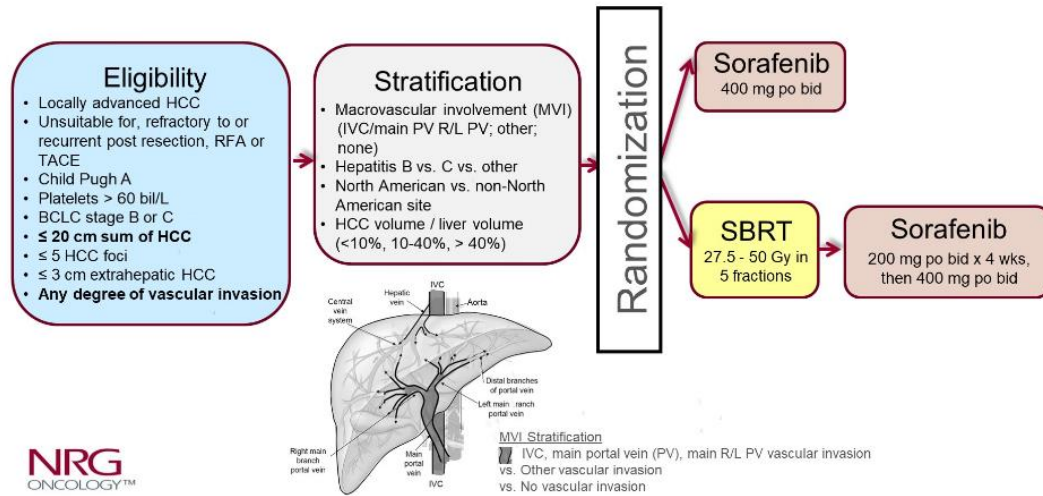 Eligibility
• Locally advanced HCC
• Unsuitable for, refractory to or
recurrent post resection, RFA or
TACE
• Child Pugh A
• Platelets > 60 bil/L
• BCLC stage B or C
• ≤ 20 cm sum of HCC
• ≤ 5 HCC foci
• ≤ 3 cm extrahepatic HCC
• Any degree of vascular invasion
Stratification
• Macrovascular involvement (MVI)
(IVC/main PV R/L PV; other;
none)
• Hepatitis B vs. C vs. other
• North American vs. non-North
American site
• HCC volume / liver volume
(<10%, 10-40%, > 40%)
Randomization
Sorafenib
400 mg po bid
SBRT
27.5 - 50 Gy in
5 fractions
Sorafenib
200 mg po bid x 4 wks,
then 400 mg po bid
IVC
Hepatic
vein
Aorta
Central
vein
system
Distal branches
of portal vein
Left main ranch
portal vein
Right main
branch
portal vein
Main
portal
vein
IVC
MVI Stratification
IVC, main portal vein (PV), main R/L PV vascular invasion
vs. Other vascular invasion
vs. No vascular invasion
NRG
ONCOLOGY™